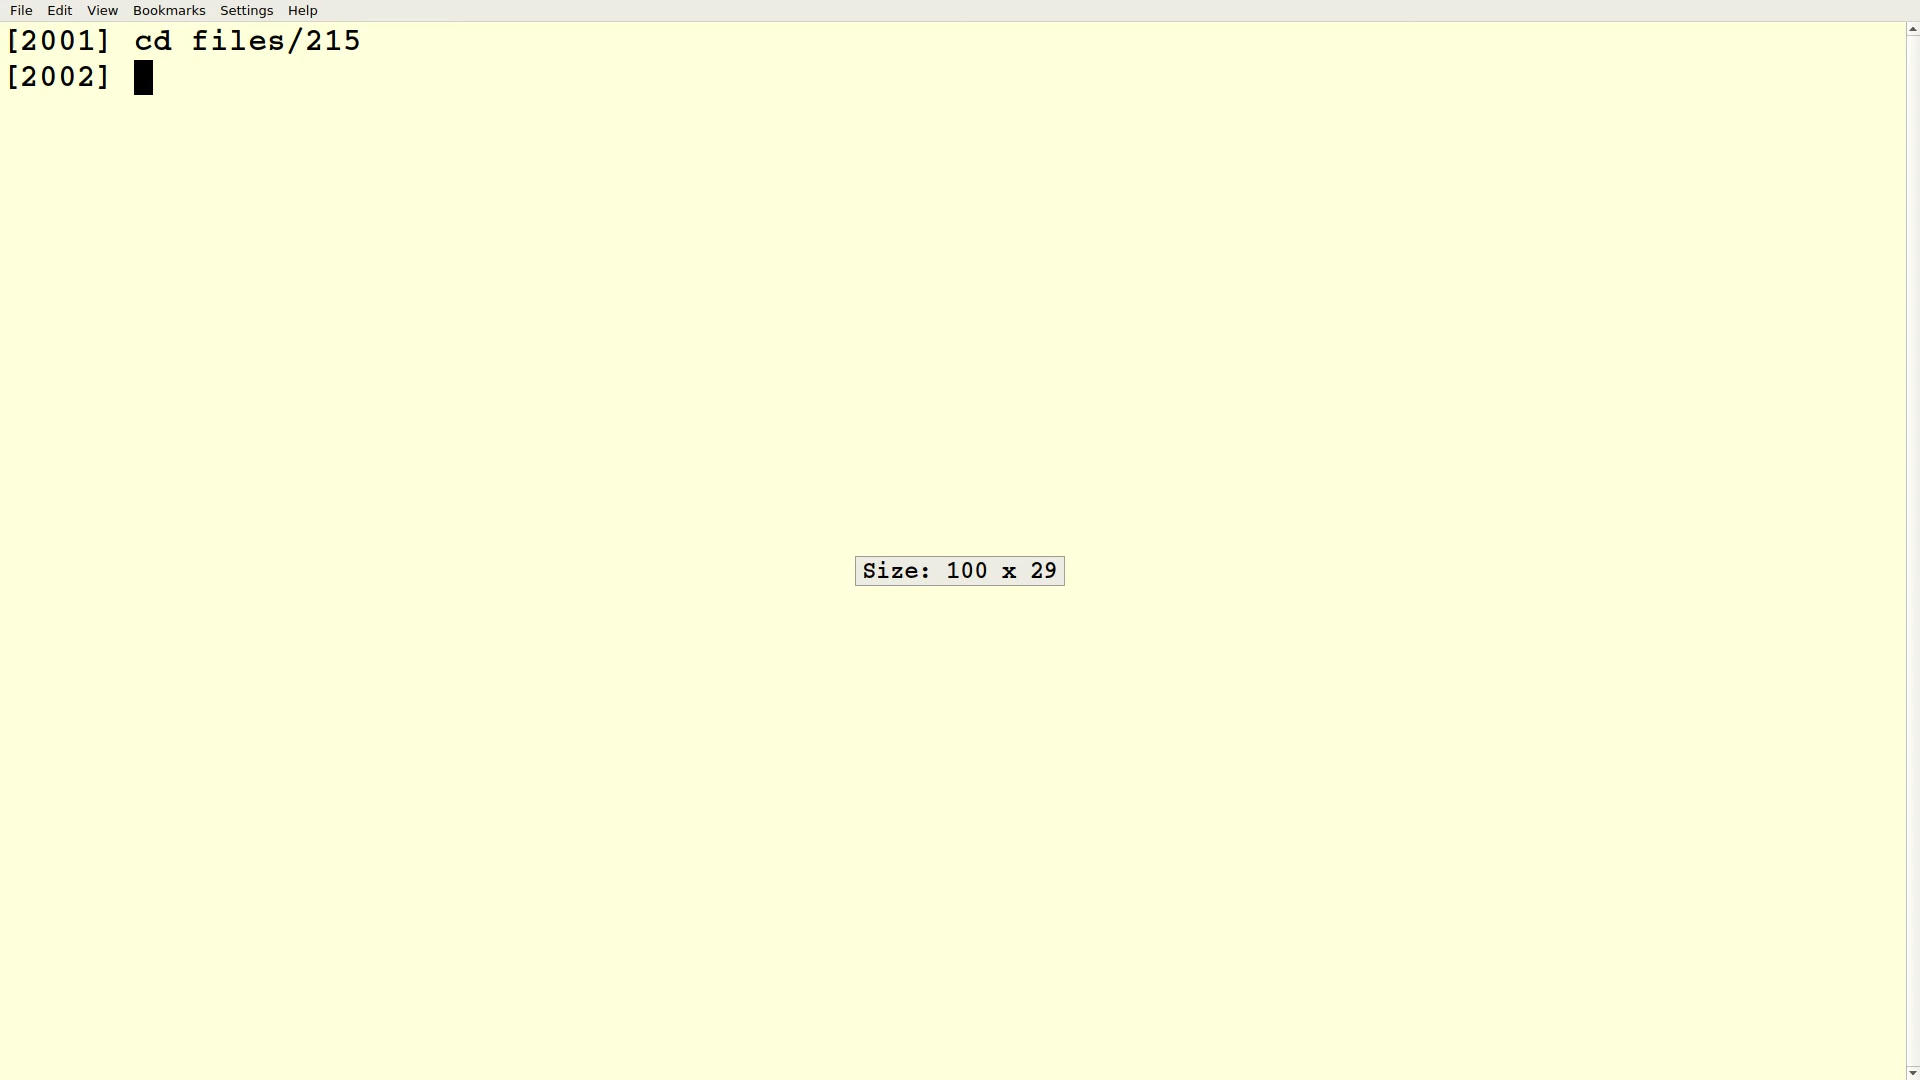 File Edit View Bookmarks Settings Help
[2001] cd files/215
[2002]
Size: 100 x 29